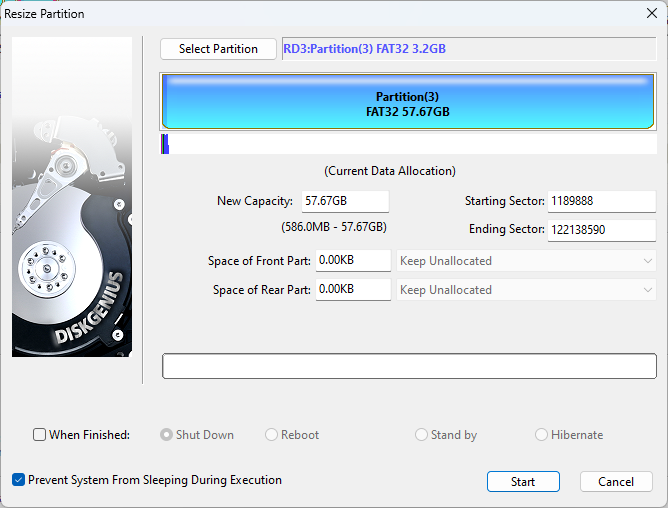 Resize Partition
Select Partition
RD3:Partition(3) FAT32 3.2GB
Partition(3)
FAT32 57.67GB
(Current Data Allocation)
New Capacity: 57.67GB
Starting Sector: 1189888
(586.0MB - 57.67GB)
Ending Sector: 122138590
Space of Front Part: 0.00KB Keep Unallocated
Space of Rear Part: 0.00KB Keep Unallocated
DISKGENIUS
When Finished: Shut Down Reboot Stand by Hibernate
Prevent System From Sleeping During Execution
Start Cancel